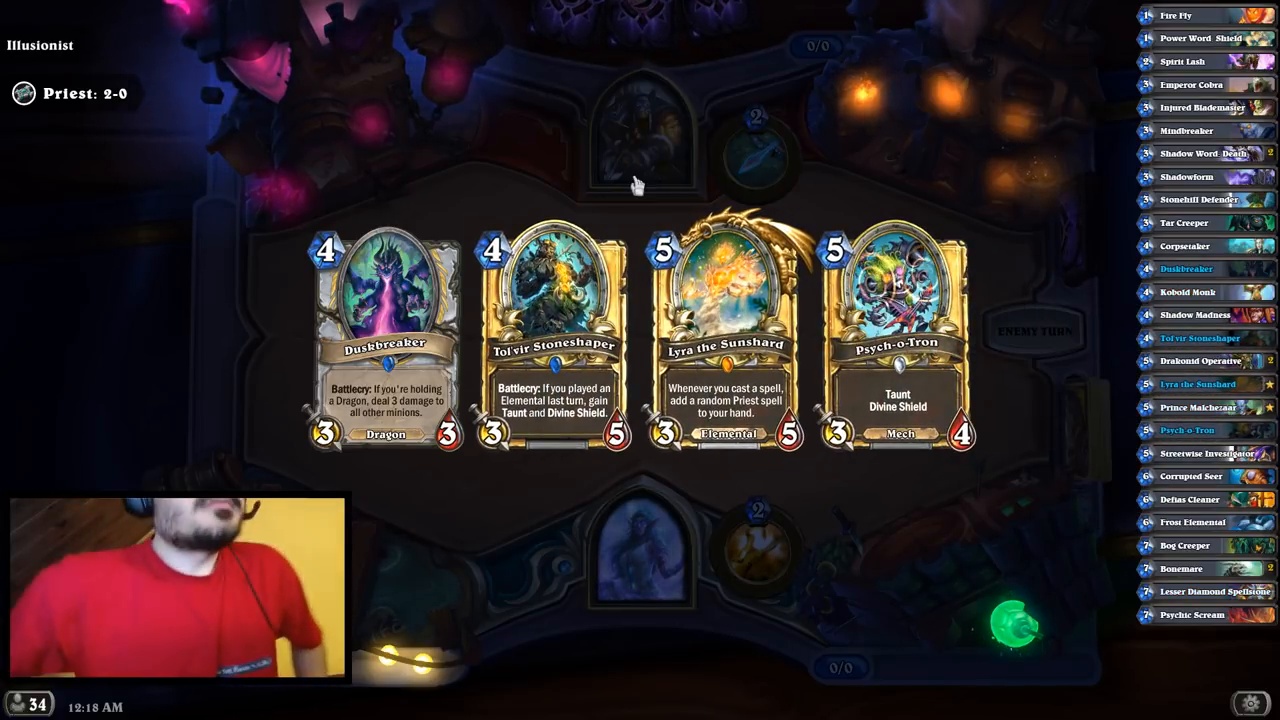 Illusionist
Priest: 2-0
0/0
2
ENEMY TURN
4
Duskbreaker
Battlecry: If you're holding
a Dragon, deal 3 damage to
all other minions.
3
Dragon
3
4
Tol'vir Stoneshaper
Battlecry: If you played an
Elemental last turn, gain
Taunt and Divine Shield.
3
5
5
Lyra the Sunshard
Whenever you cast a spell,
add a random Priest spell
to your hand.
3
Elemental
5
5
Psych-o-Tron
Taunt
Divine Shield
3
Mech
4
2
0/0
34
12:18 AM
1 Fire Fly
1 Power Word: Shield
2 Spirit Lash
3 Emperor Cobra
3 Injured Blademaster
3 Mindbreaker
3 Shadow Word: Death 2
3 Shadowform
3 Stonehill Defender
3 Tar Creeper
4 Corpsetaker
4 Duskbreaker
4 Kobold Monk
4 Shadow Madness
4 Tol'vir Stoneshaper
5 Drakonid Operative 2
5 Lyra the Sunshard
5 Prince Malchezaar
5 Psych-o-Tron
5 Streetwise Investigator
6 Corrupted Seer
6 Defias Cleaner
6 Frost Elemental
7 Bog Creeper
7 Bonemare 2
7 Lesser Diamond Spellstone
7 Psychic Scream